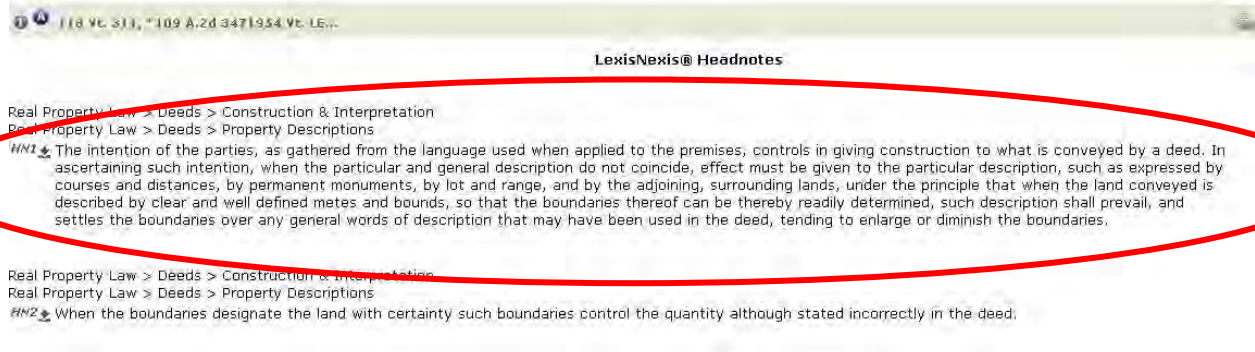 118 Vt. 311, *109 A.2d 3471954 Vt. LE...
LexisNexis® Headnotes
Real Property Law > Deeds > Construction & Interpretation
Real Property Law > Deeds > Property Descriptions
HN1 The intention of the parties, as gathered from the language used when applied to the premises, controls in giving construction to what is conveyed by a deed. In
ascertaining such intention, when the particular and general description do not coincide, effect must be given to the particular description, such as expressed by
courses and distances, by permanent monuments, by lot and range, and by the adjoining, surrounding lands, under the principle that when the land conveyed is
described by clear and well defined metes and bounds, so that the boundaries thereof can be thereby readily determined, such description shall prevail, and
settles the boundaries over any general words of description that may have been used in the deed, tending to enlarge or diminish the boundaries.
Real Property Law > Deeds > Construction & Interpretation
Real Property Law > Deeds > Property Descriptions
HN2 When the boundaries designate the land with certainty such boundaries control the quantity although stated incorrectly in the deed.